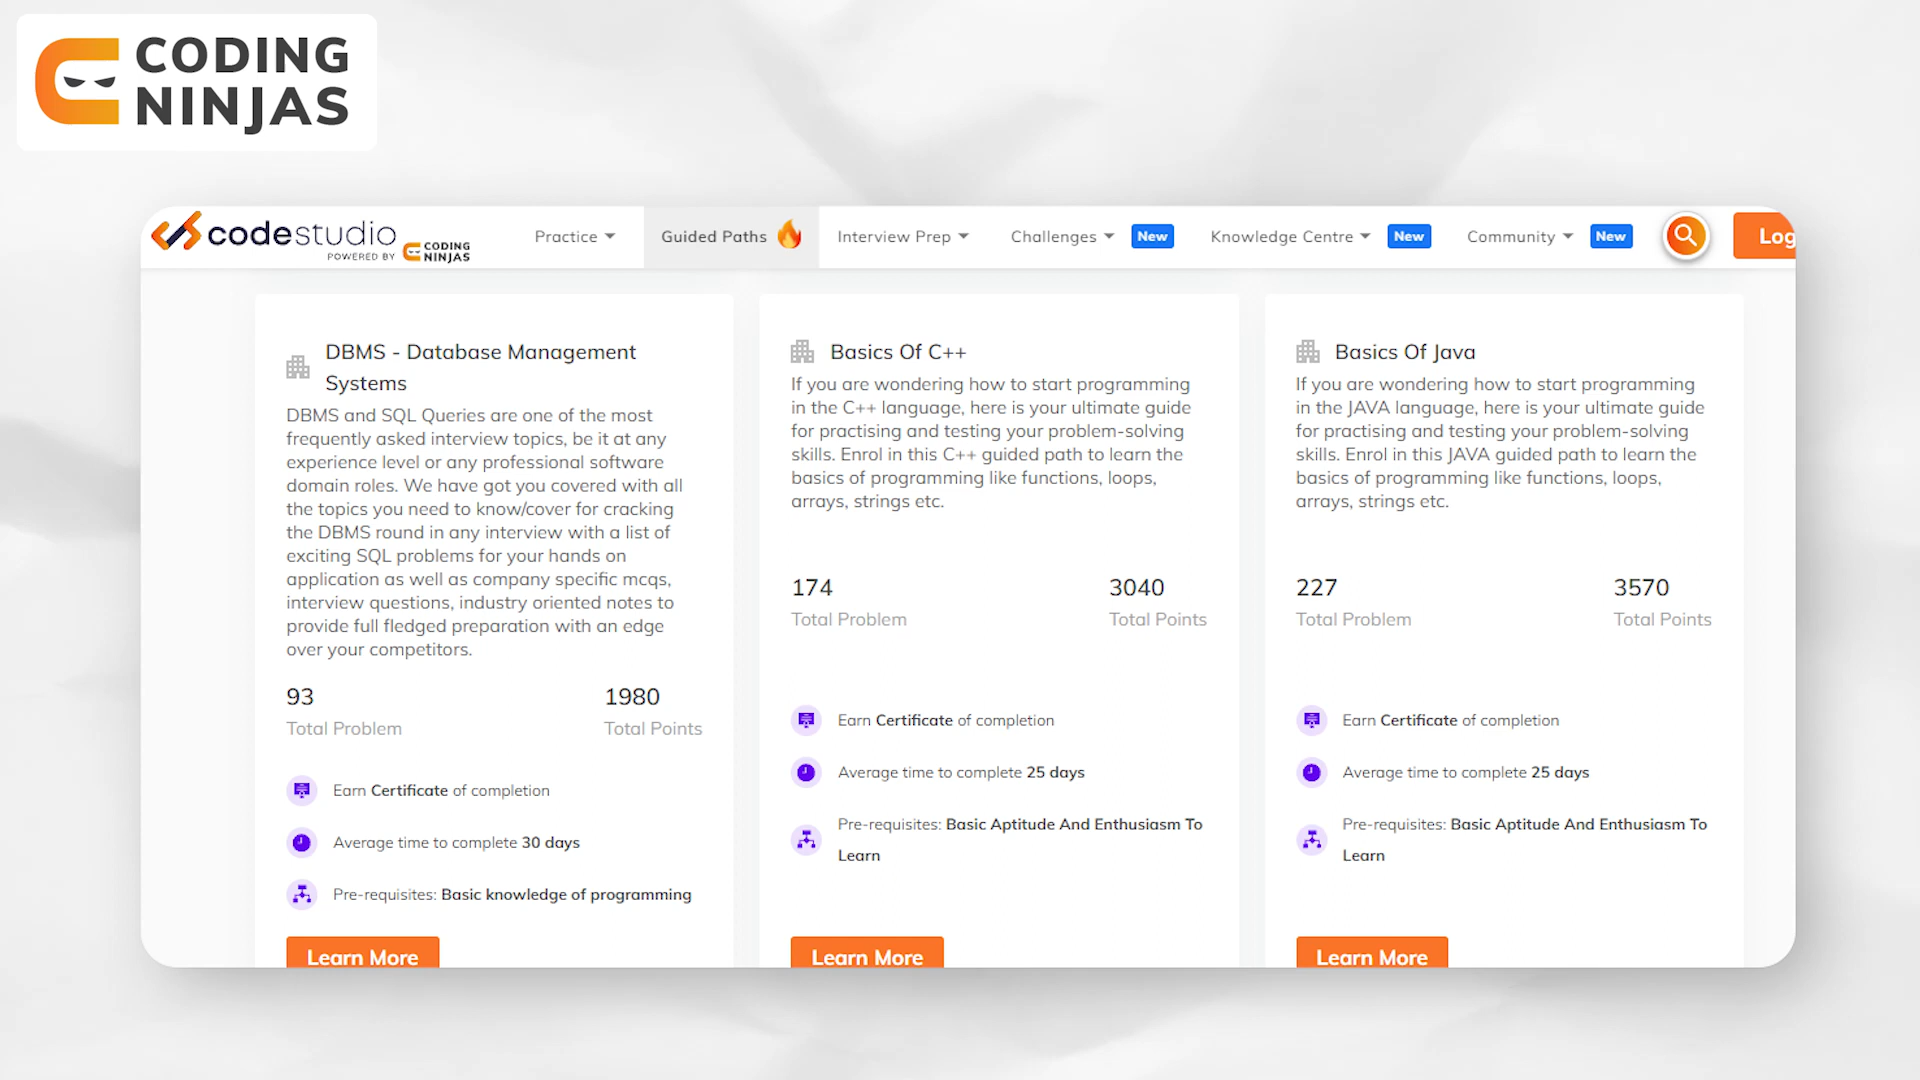 CODING
NINJAS
codestudio
POWERED BY CODING NINJAS
Practice
Guided Paths
Interview Prep
Challenges New
Knowledge Centre New
Community New
Log
DBMS - Database Management
Systems
DBMS and SQL Queries are one of the most
frequently asked interview topics, be it at any
experience level or any professional software
domain roles. We have got you covered with all
the topics you need to know/cover for cracking
the DBMS round in any interview with a list of
exciting SQL problems for your hands on
application as well as company specific mcqs,
interview questions, industry oriented notes to
provide full fledged preparation with an edge
over your competitors.
93 1980
Total Problem Total Points
Earn Certificate of completion
Average time to complete 30 days
Pre-requisites: Basic knowledge of programming
Learn More
Basics Of C++
If you are wondering how to start programming
in the C++ language, here is your ultimate guide
for practising and testing your problem-solving
skills. Enrol in this C++ guided path to learn the
basics of programming like functions, loops,
arrays, strings etc.
174 3040
Total Problem Total Points
Earn Certificate of completion
Average time to complete 25 days
Pre-requisites: Basic Aptitude And Enthusiasm To
Learn
Learn More
Basics Of Java
If you are wondering how to start programming
in the JAVA language, here is your ultimate guide
for practising and testing your problem-solving
skills. Enrol in this JAVA guided path to learn the
basics of programming like functions, loops,
arrays, strings etc.
227 3570
Total Problem Total Points
Earn Certificate of completion
Average time to complete 25 days
Pre-requisites: Basic Aptitude And Enthusiasm To
Learn
Learn More